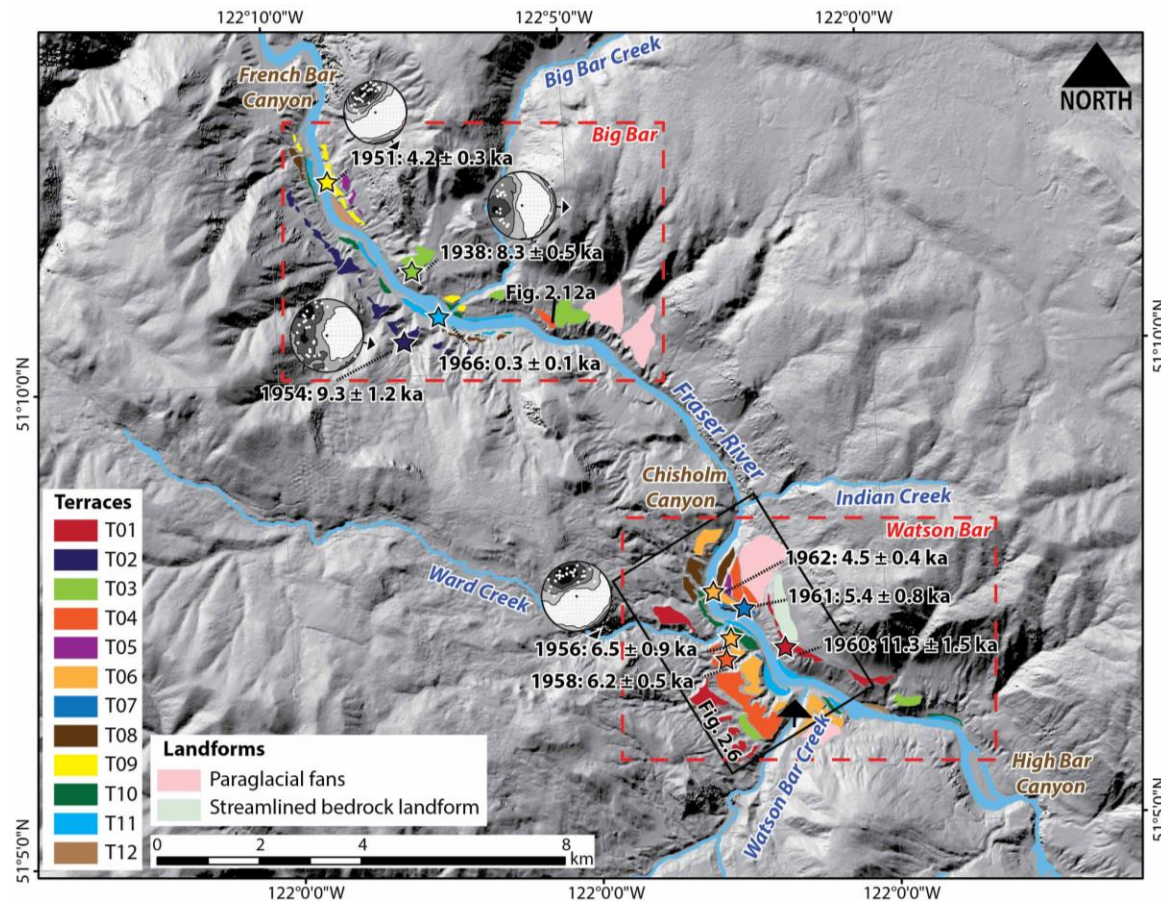 122°10'0"W
122°5'0"W
122°0'0"W
French Bar
Canyon
Big Bar Creek
NORTH
Big Bar
1951: 4.2 ± 0.3 ka
1938: 8.3 ± 0.5 ka
Fig. 2.12a
1966: 0.3 ± 0.1 ka
1954: 9.3 ± 1.2 ka
51°10'0"N
51°10'0"N
Fraser River
Chisholm
Canyon
Indian Creek
Watson Bar
Ward Creek
1962: 4.5 ± 0.4 ka
1961: 5.4 ± 0.8 ka
1956: 6.5 ± 0.9 ka
1960: 11.3 ± 1.5 ka
1958: 6.2 ± 0.5 ka
Fig. 2.6
Watson Bar Creek
High Bar
Canyon
Terraces
T01
T02
T03
T04
T05
T06
T07
T08
T09
T10
T11
T12
Landforms
Paraglacial fans
Streamlined bedrock landform
0 2 4 8
km
51°5'0"N
51°5'0"N
122°0'0"W
122°0'0"W
122°0'0"W